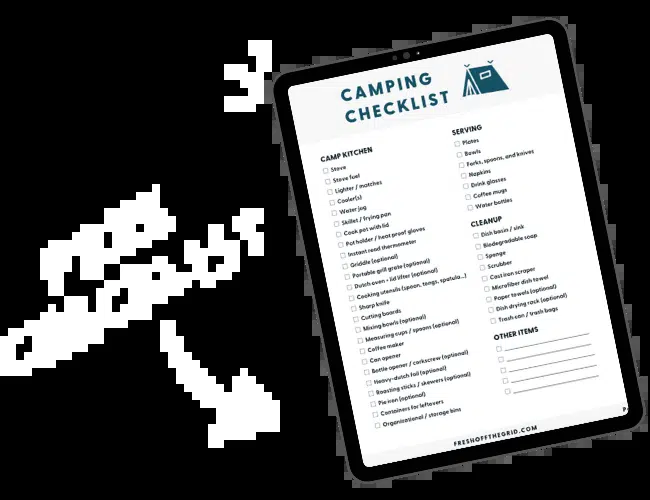 CAMPING
CHECKLIST
CAMP KITCHEN
Stove
Stove fuel
Lighter / matches
Cooler(s)
Water jug
Skillet / frying pan
Cook pot with lid
Pot holder / heat proof gloves
Instant read thermometer
Griddle (optional)
Portable grill grate (optional)
Dutch oven + lid lifter (optional)
Cooking utensils (spoon, tongs, spatula...)
Sharp knife
Cutting boards
Mixing bowls (optional)
Measuring cups / spoons (optional)
Coffee maker
Can opener
Bottle opener / corkscrew (optional)
Heavy-dutch foil (optional)
Roasting sticks / skewers (optional)
Pie iron (optional)
Containers for leftovers
Organizational / storage bins
SERVING
Plates
Bowls
Forks, spoons, and knives
Napkins
Drink glasses
Coffee mugs
Water bottles
CLEANUP
Dish basin / sink
Biodegradable soap
Sponge
Scrubber
Cast iron scraper
Microfiber dish towel
Paper towels (optional)
Dish drying rack (optional)
Trash can / trash bags
OTHER ITEMS
FRESHOFFTHEGRID.COM